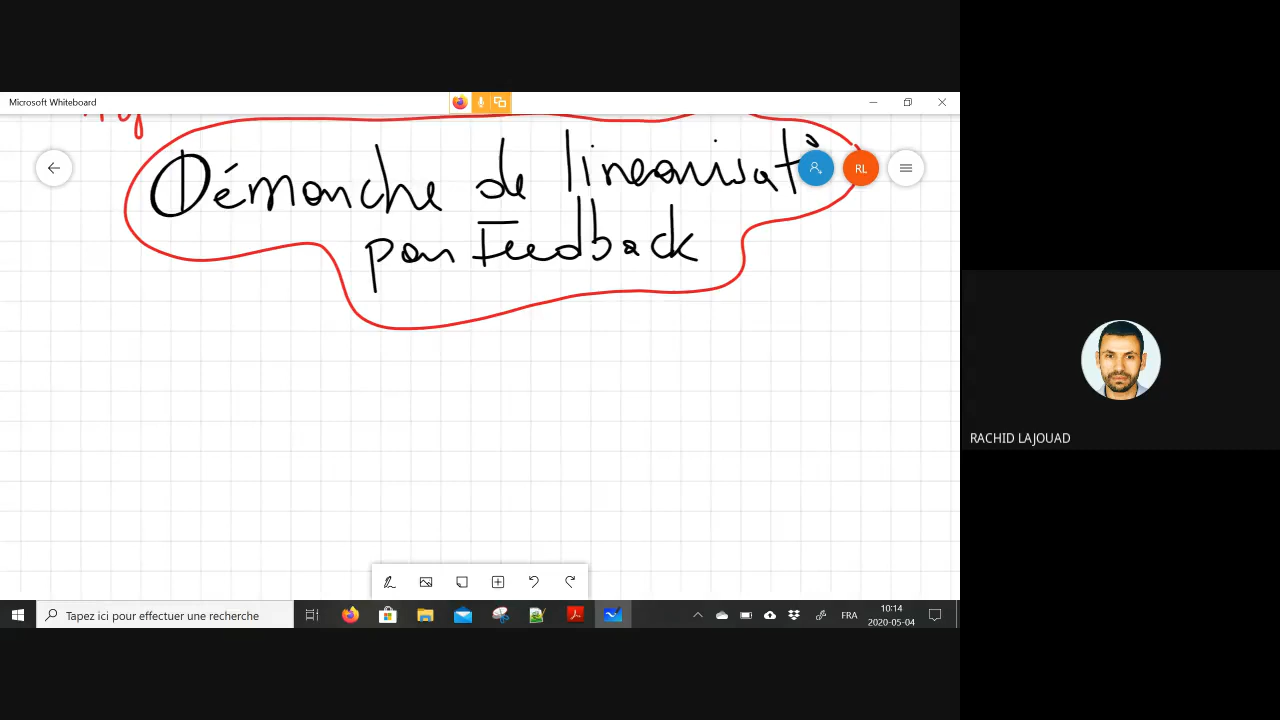 Microsoft Whiteboard
Démarche de linearisat°
par Feedback
RL
RACHID LAJOUAD
Tapez ici pour effectuer une recherche
FRA
10:14
2020-05-04